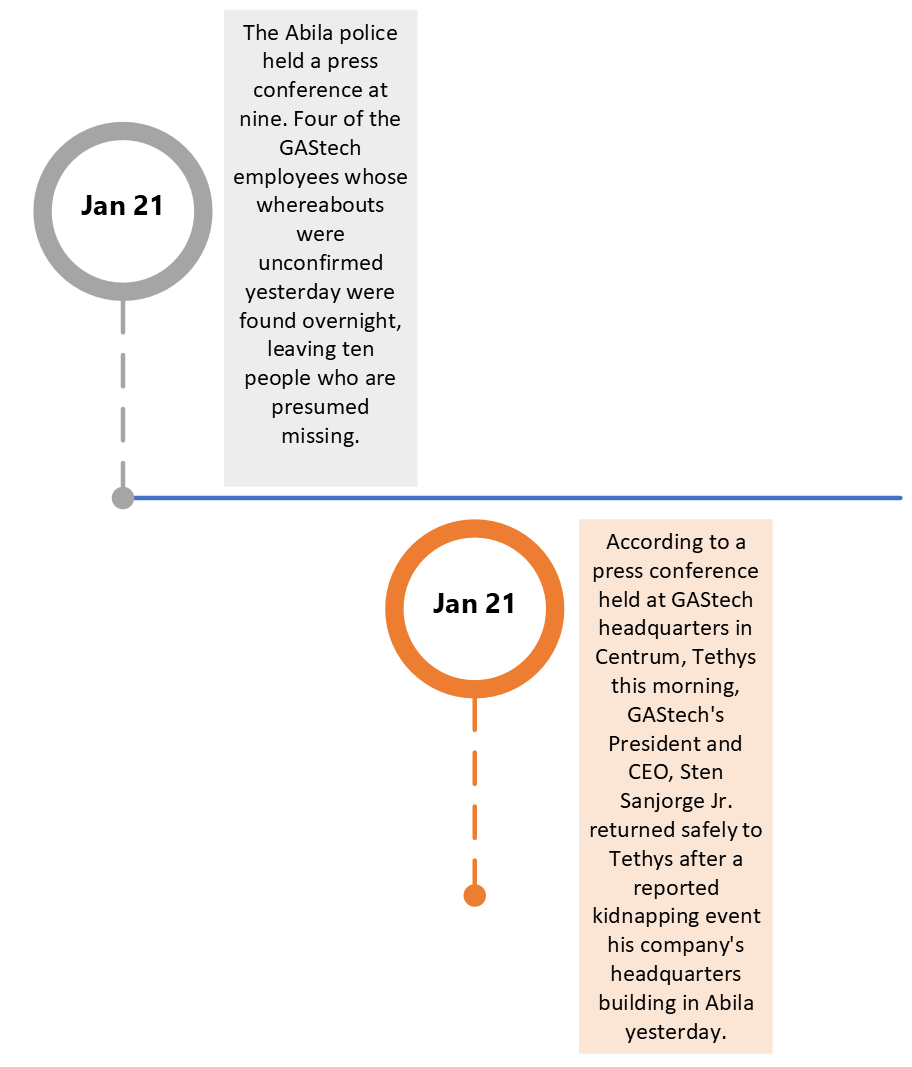 Jan 21
The Abila police
held a press
conference at
nine. Four of the
GAStech
employees whose
whereabouts
were
unconfirmed
yesterday were
found overnight,
leaving ten
people who are
presumed
missing.
Jan 21
According to a
press conference
held at GAStech
headquarters in
Centrum, Tethys
this morning,
GAStech's
President and
CEO, Sten
Sanjorge Jr.
returned safely to
Tethys after a
reported
kidnapping event
his company's
headquarters
building in Abila
yesterday.